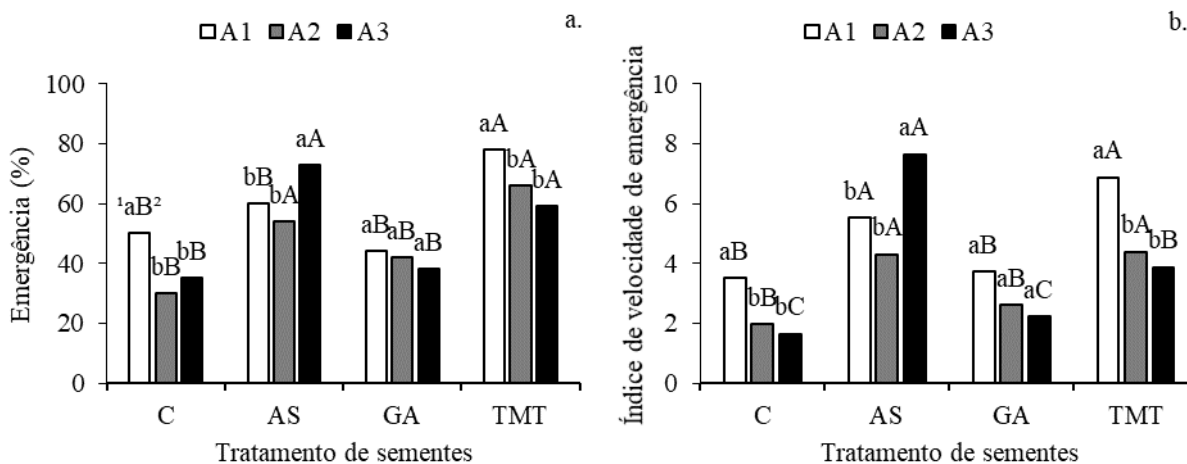 A1 A2 A3 a.
Emergência (%)
100
80
60
40
20
0
¹aB²
bB
bB
bB
bA
aA
aB
aB
aB
aA
bA
bA
C AS GA TMT
Tratamento de sementes
A1 A2 A3 b.
Índice de velocidade de emergência
10
8
6
4
2
0
aB
bB
bC
bA
bA
aA
aB
aB
aC
aA
bA
bB
C AS GA TMT
Tratamento de sementes